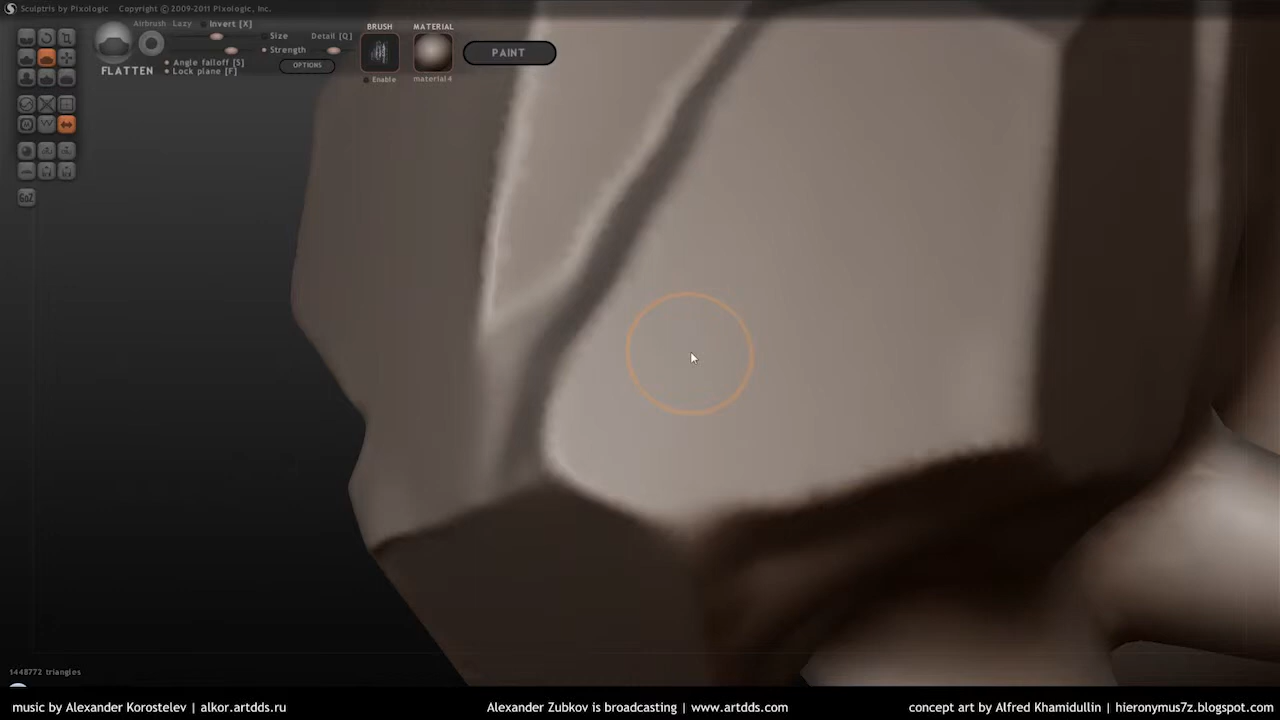 Sculptris by Pixologic   Copyright © 2009-2011 Pixologic, Inc.
Airbrush Lazy Invert [X]
Size Detail [Q]
Strength
Angle falloff [S]
Lock plane [F]
FLATTEN
OPTIONS
BRUSH
Enable
MATERIAL
material4
PAINT
GoZ
1448772 triangles
music by Alexander Korostelev | alkor.artdds.ru
Alexander Zubkov is broadcasting | www.artdds.com
concept art by Alfred Khamidullin | hieronymus7z.blogspot.com